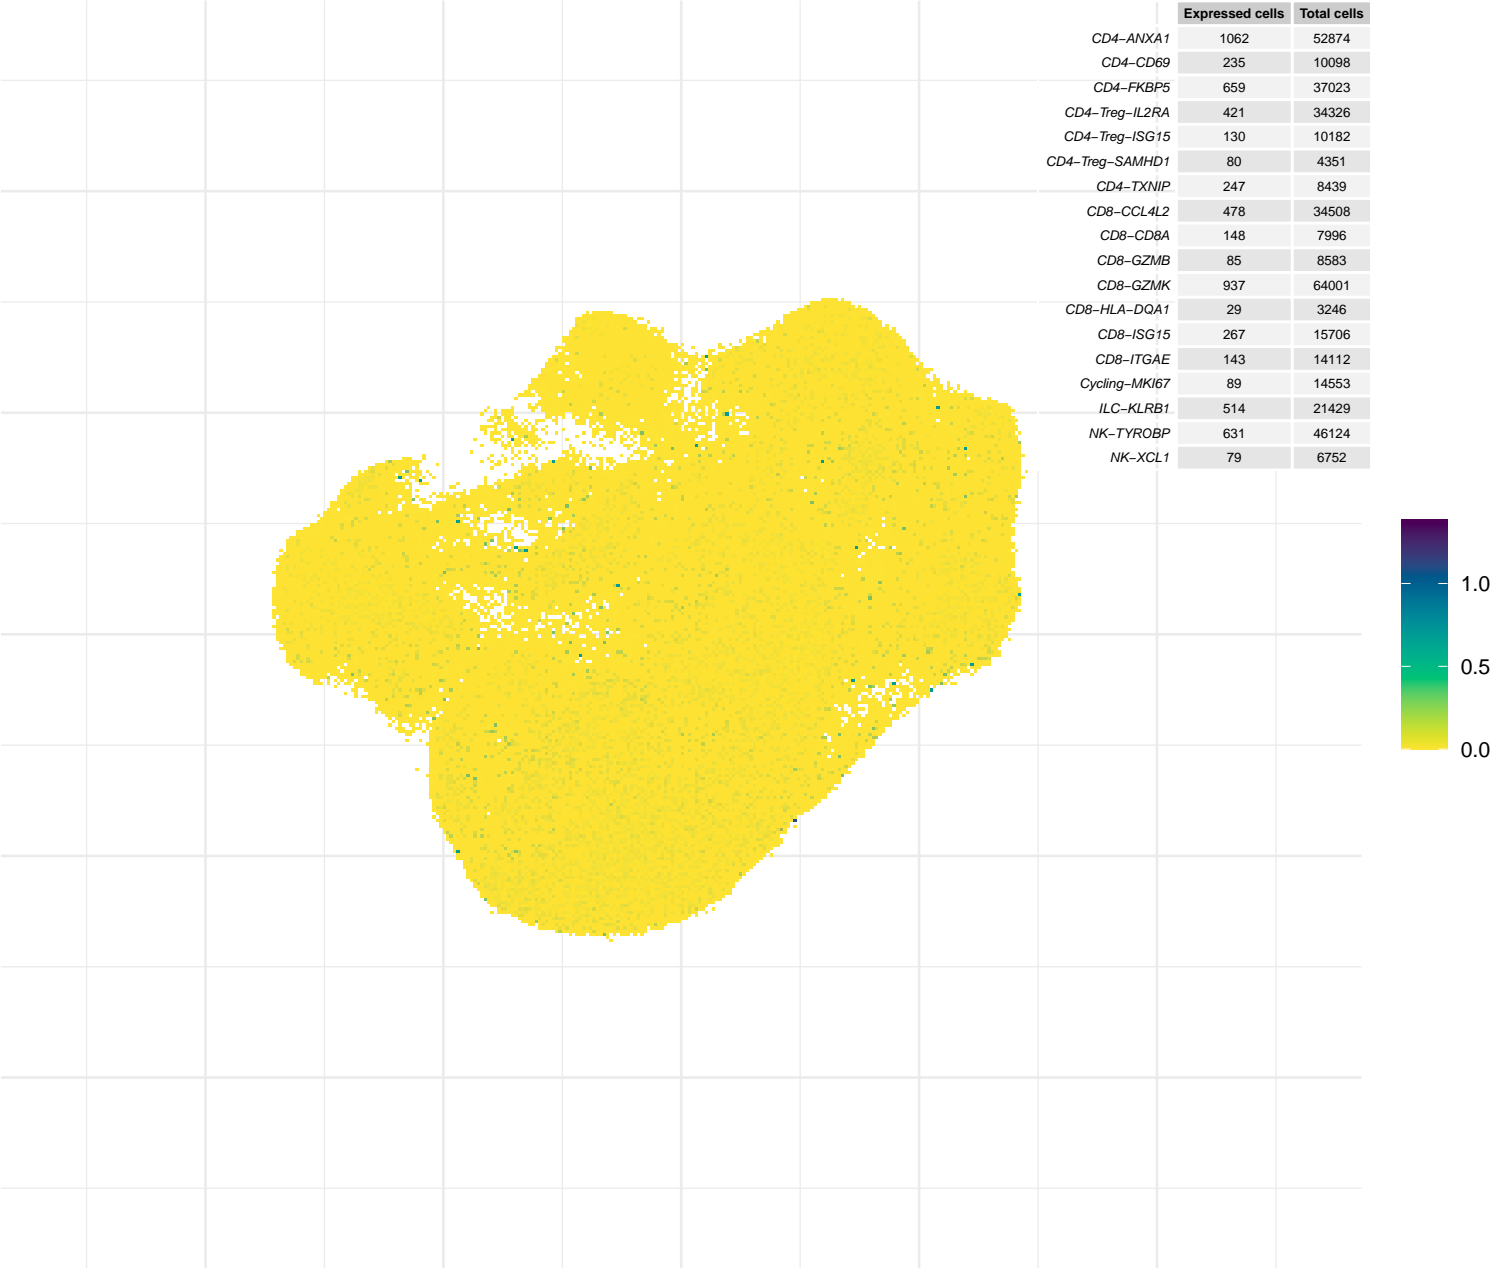 Expressed cells Total cells
CD4−ANXA1 1062 52874
CD4−CD69 235 10098
CD4−FKBP5 659 37023
CD4−Treg−IL2RA 421 34326
CD4−Treg−ISG15 130 10182
CD4−Treg−SAMHD1 80 4351
CD4−TXNIP 247 8439
CD8−CCL4L2 478 34508
CD8−CD8A 148 7996
CD8−GZMB 85 8583
CD8−GZMK 937 64001
CD8−HLA−DQA1 29 3246
CD8−ISG15 267 15706
CD8−ITGAE 143 14112
Cycling−MKI67 89 14553
ILC−KLRB1 514 21429
NK−TYROBP 631 46124
NK−XCL1 79 6752
1.0
0.5
0.0